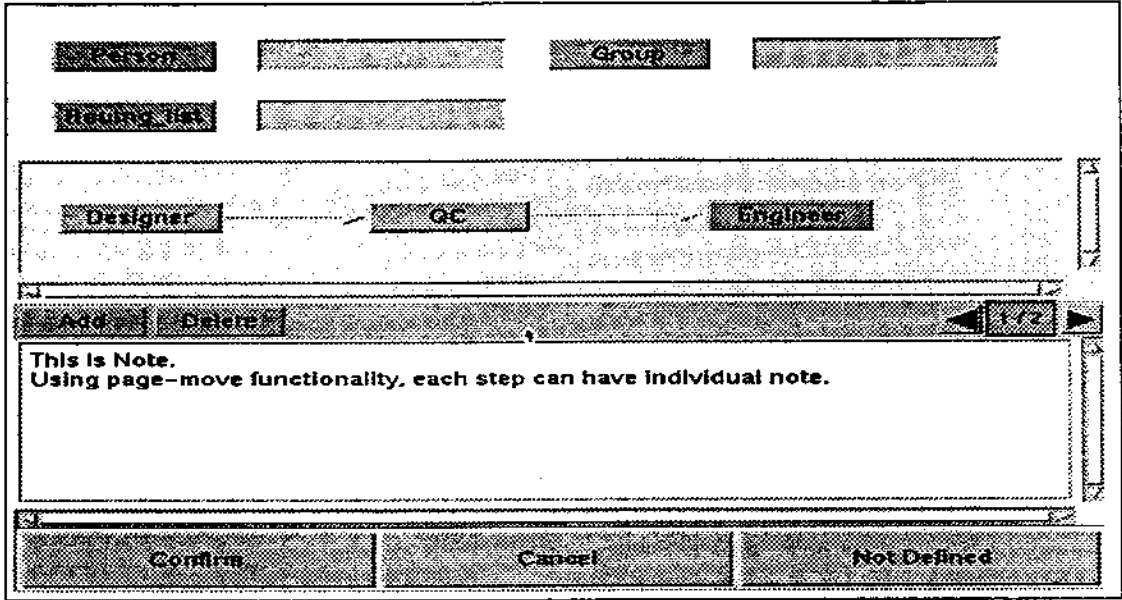 Person Group
Routing_list
Designer QC Engineer
Add Delete 1/2
This is Note.
Using page-move functionality, each step can have individual note.
Confirm Cancel Not Defined